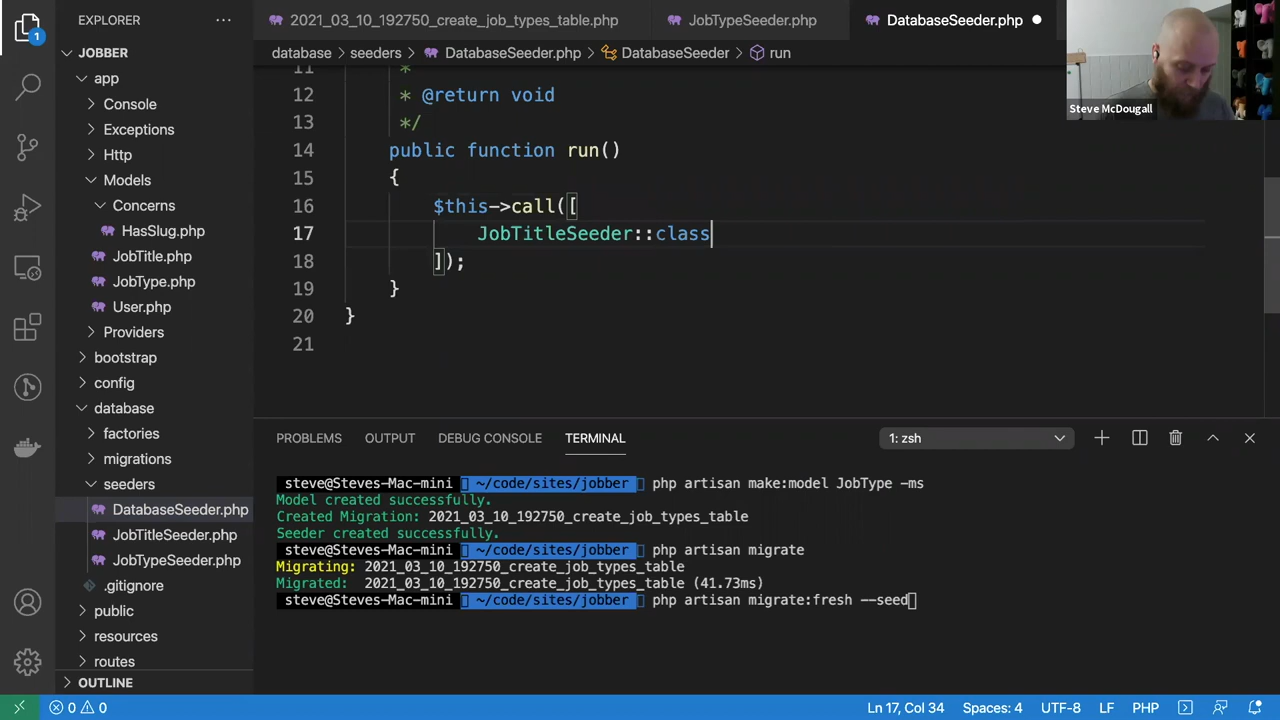 EXPLORER ...
2021_03_10_192750_create_job_types_table.php JobTypeSeeder.php DatabaseSeeder.php
Steve McDougall
1
JOBBER
database > seeders > DatabaseSeeder.php > DatabaseSeeder > run
app
Console
Exceptions
Http
Models
Concerns
HasSlug.php
JobTitle.php
JobType.php
User.php
Providers
bootstrap
config
database
factories
migrations
seeders
DatabaseSeeder.php
JobTitleSeeder.php
JobTypeSeeder.php
.gitignore
public
resources
routes
OUTLINE
11 *
12 * @return void
13 */
14 public function run()
15 {
16 $this->call([
17 JobTitleSeeder::class
18 ]);
19 }
20 }
21
PROBLEMS OUTPUT DEBUG CONSOLE TERMINAL 1: zsh
steve@Steves-Mac-mini ~/code/sites/jobber php artisan make:model JobType -ms
Model created successfully.
Created Migration: 2021_03_10_192750_create_job_types_table
Seeder created successfully.
steve@Steves-Mac-mini ~/code/sites/jobber php artisan migrate
Migrating: 2021_03_10_192750_create_job_types_table
Migrated: 2021_03_10_192750_create_job_types_table (41.73ms)
steve@Steves-Mac-mini ~/code/sites/jobber php artisan migrate:fresh --seed
0 0 Ln 17, Col 34 Spaces: 4 UTF-8 LF PHP